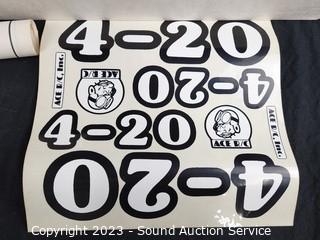 4-20
ACE R/C, Inc.
ACE R/C
4-20
4-20
ACE R/C
ACE R/C, Inc.
4-20
Copyright 2023 - Sound Auction Service